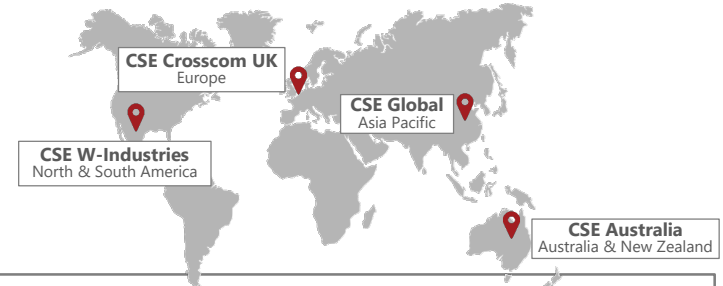 CSE Crosscom UK
Europe
CSE Global
Asia Pacific
CSE W-Industries
North & South America
CSE Australia
Australia & New Zealand